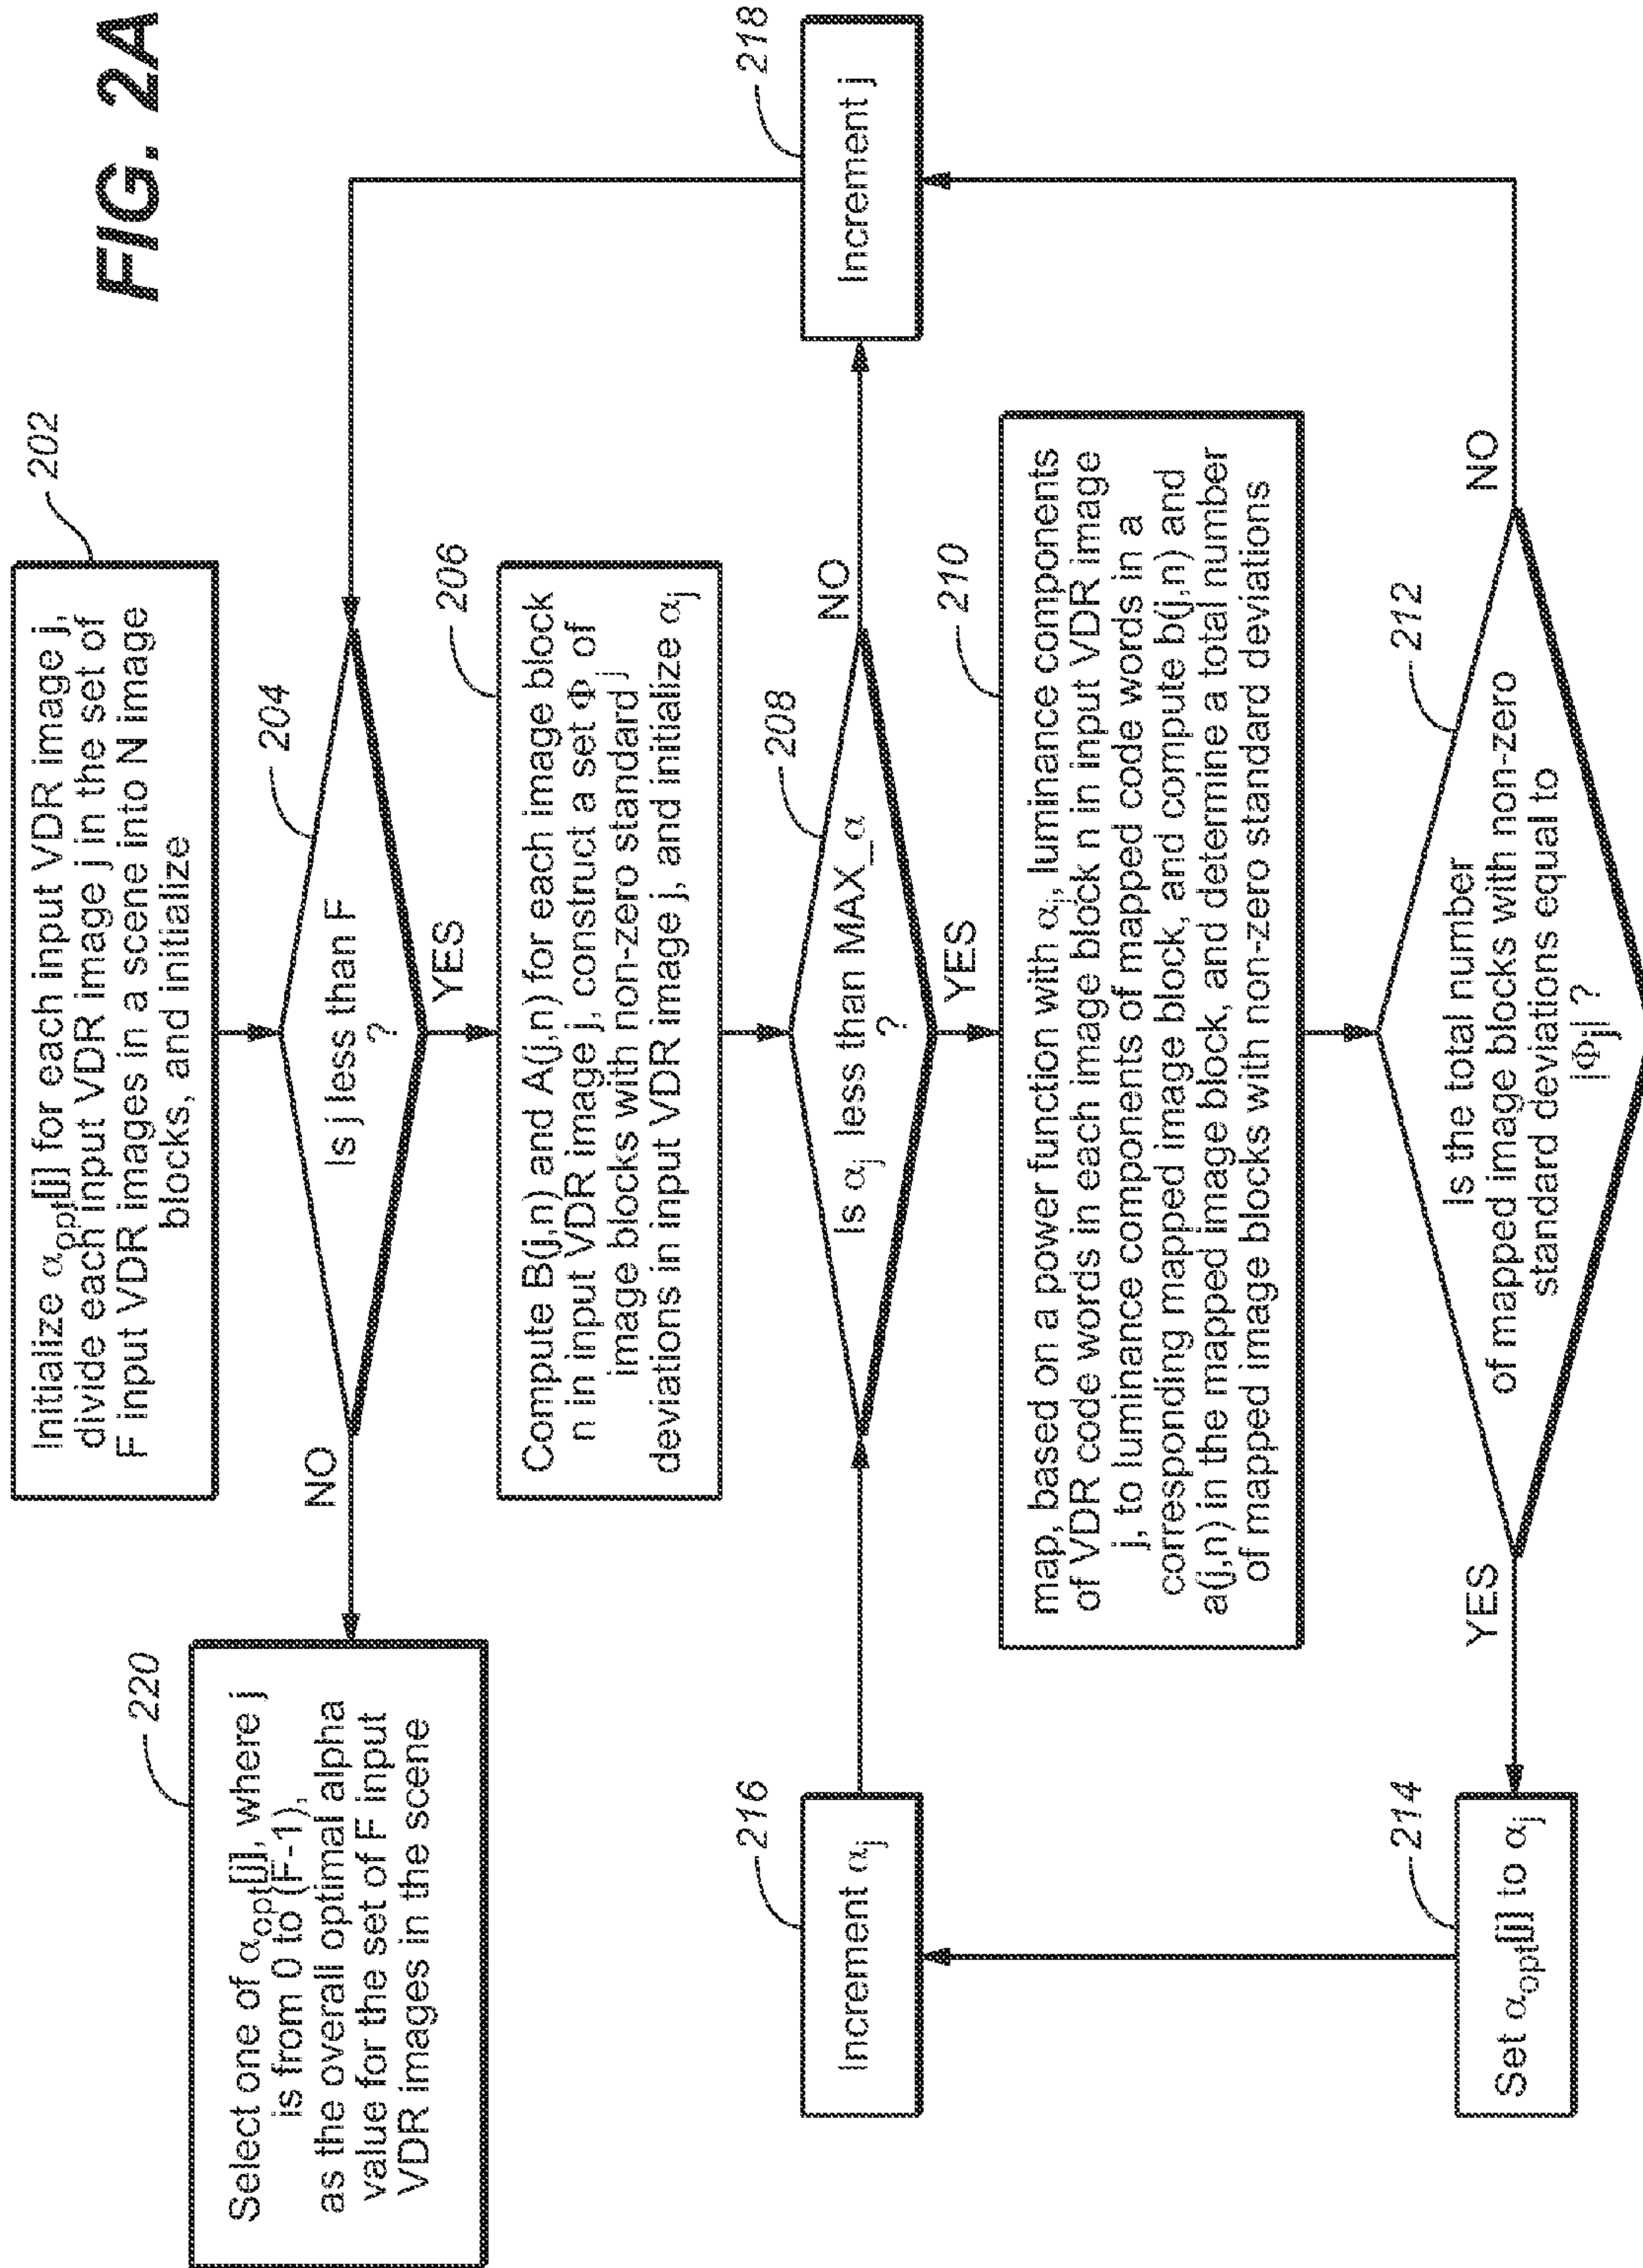 FIG. 2A
202
Initialize αopt[j] for each input VDR image j,
divide each input VDR image j in the set of
F input VDR images in a scene into N image
blocks, and initialize
204
Is j less than F
?
NO
YES
220
Select one of αopt[j], where j
is from 0 to (F-1),
as the overall optimal alpha
value for the set of F input
VDR images in the scene
206
Compute B(j,n) and A(j,n) for each image block
n in input VDR image j, construct a set Φj of
image blocks with non-zero standard
deviations in input VDR image j, and initialize αj
208
Is αj less than MAX_α
?
NO
YES
216
Increment αj
218
Increment j
210
map, based on a power function with αj, luminance components
of VDR code words in each image block n in input VDR image
j, to luminance components of mapped code words in a
corresponding mapped image block, and compute b(j,n) and
a(j,n) in the mapped image block, and determine a total number
of mapped image blocks with non-zero standard deviations
212
Is the total number
of mapped image blocks with non-zero
standard deviations equal to
|Φj| ?
YES
NO
214
Set αopt[j] to αj